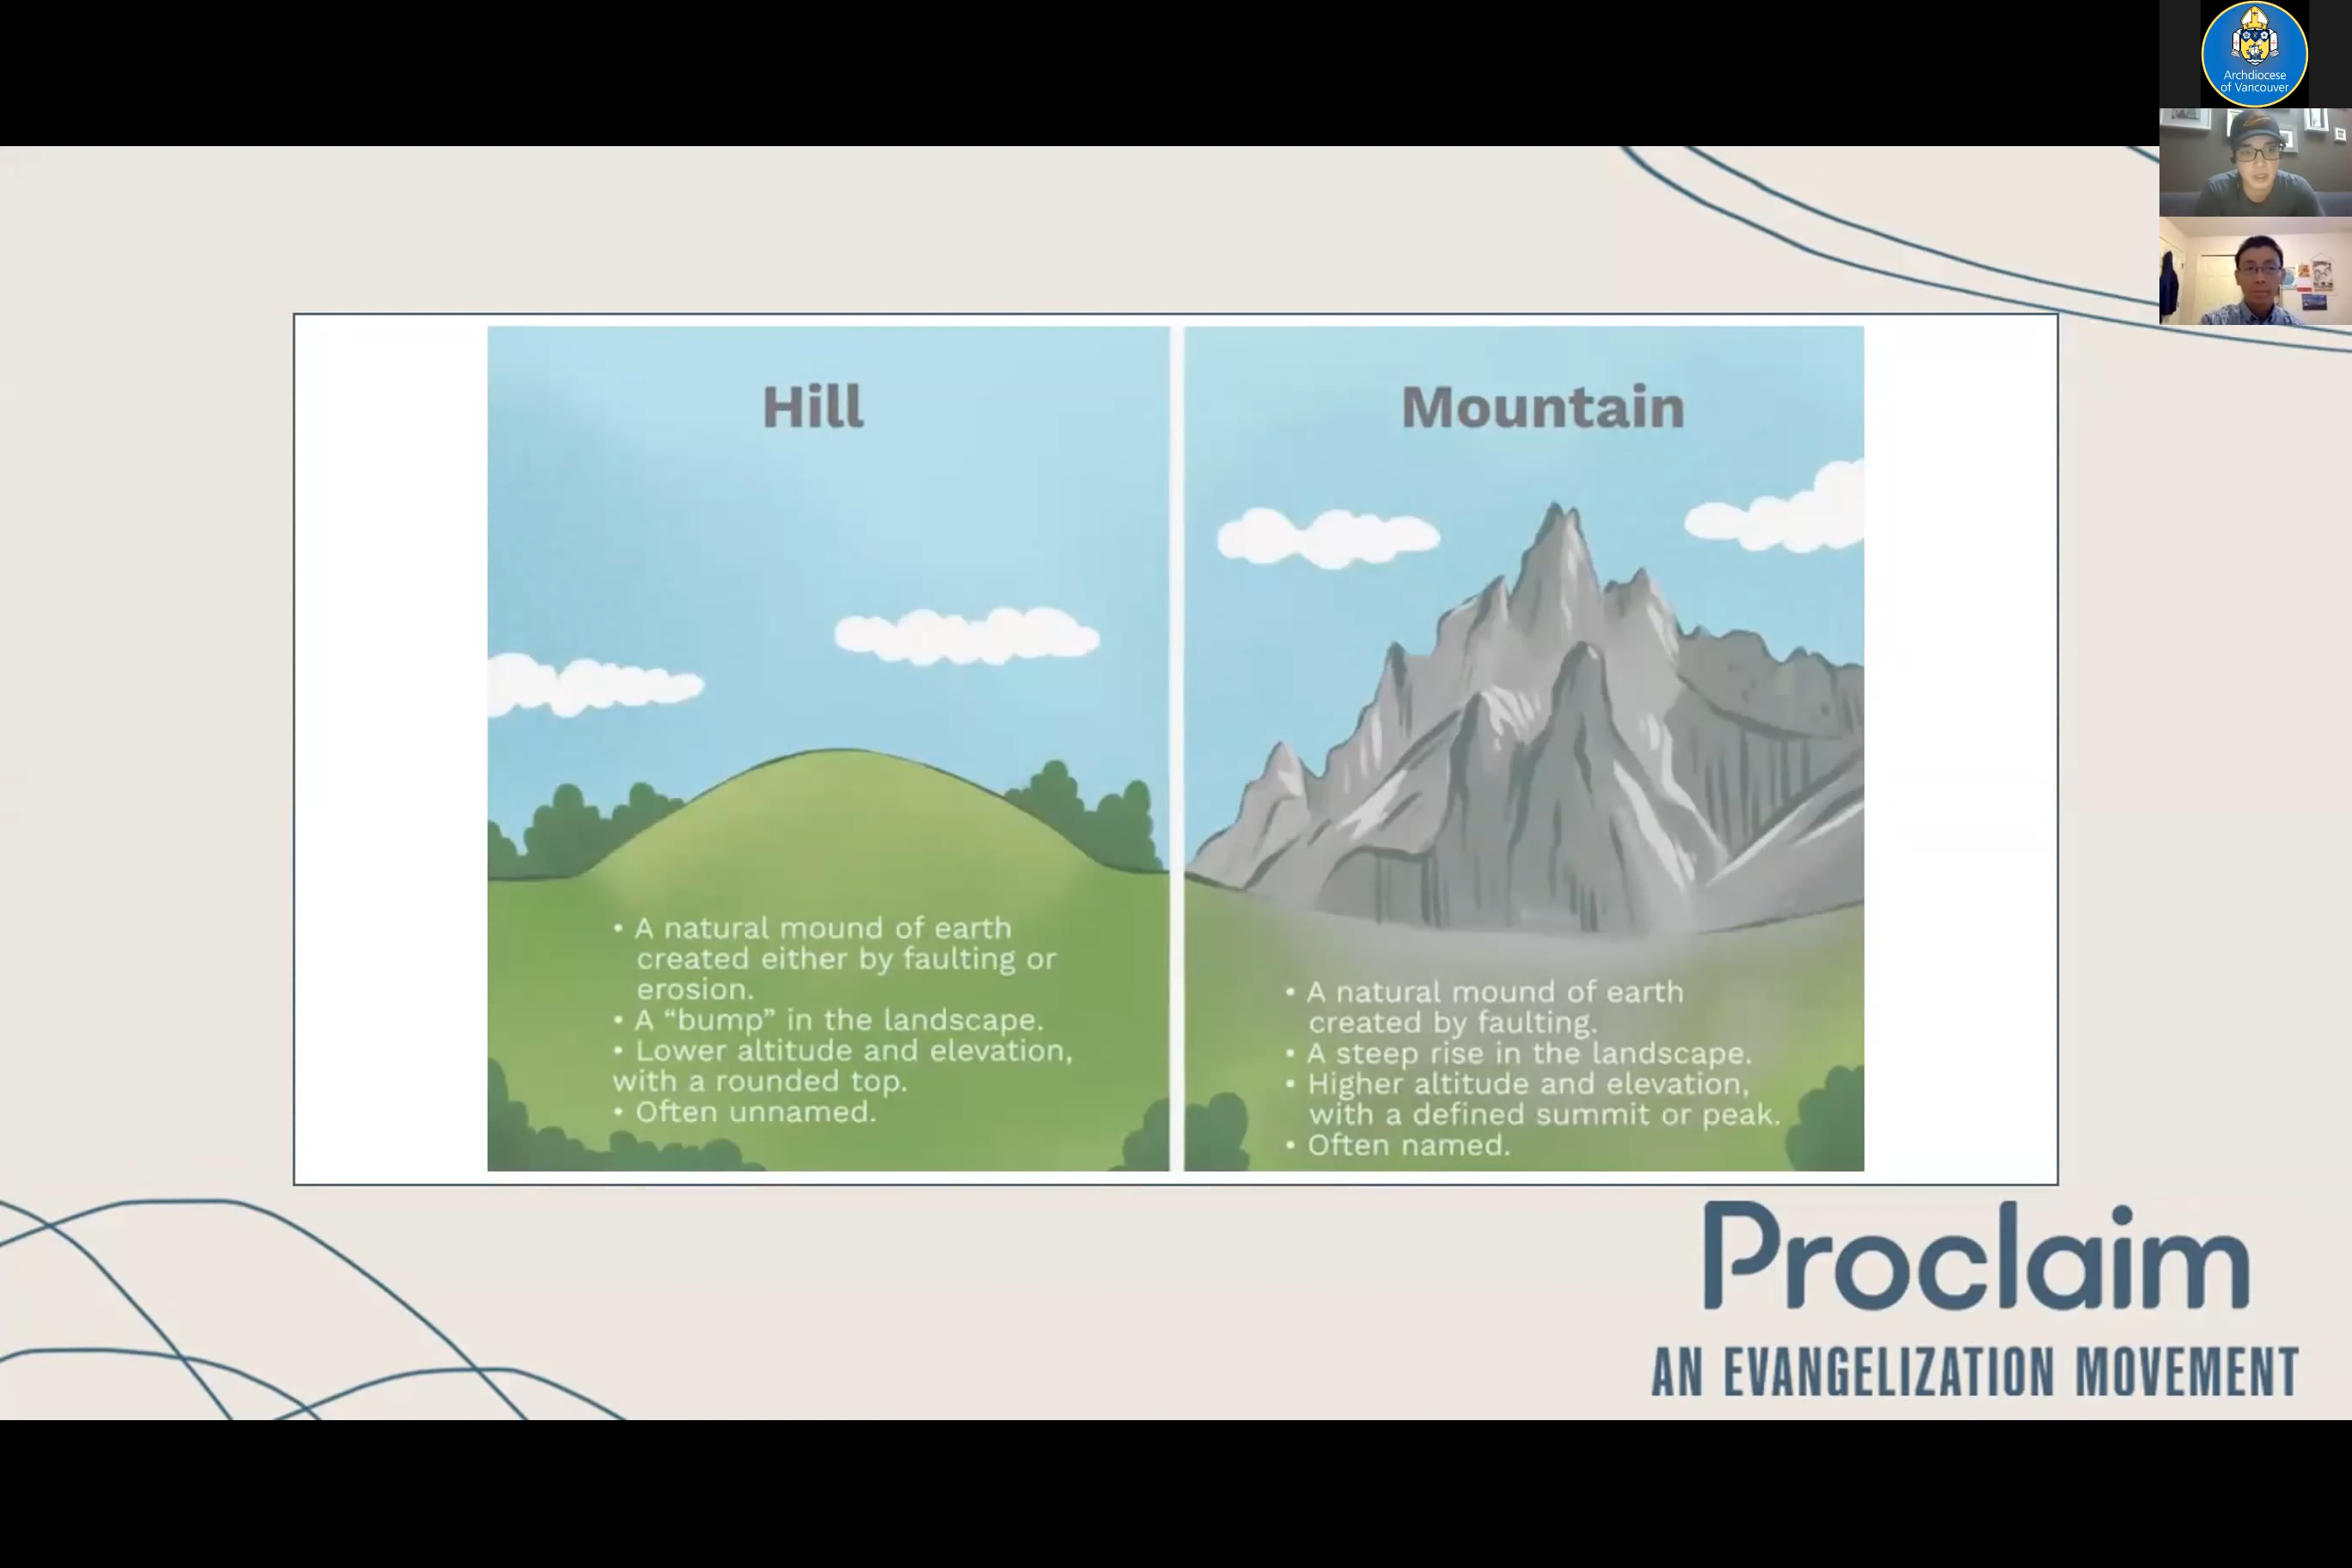 Archdiocese
of Vancouver
Hill
• A natural mound of earth
created either by faulting or
erosion.
• A “bump” in the landscape.
• Lower altitude and elevation,
with a rounded top.
• Often unnamed.
Mountain
• A natural mound of earth
created by faulting.
• A steep rise in the landscape.
• Higher altitude and elevation,
with a defined summit or peak.
• Often named.
Proclaim
AN EVANGELIZATION MOVEMENT